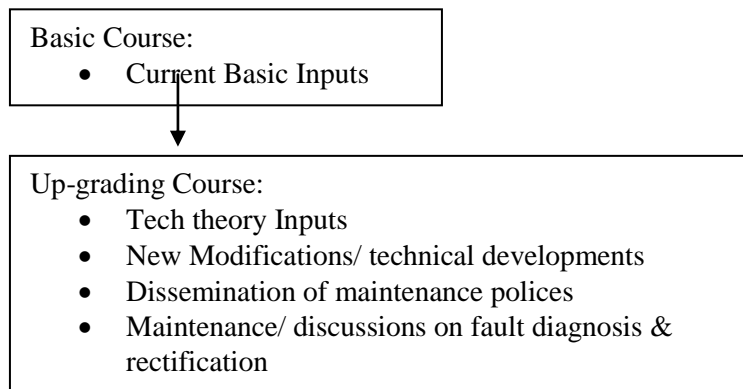 Basic Course:
• Current Basic Inputs
Up-grading Course:
• Tech theory Inputs
• New Modifications/ technical developments
• Dissemination of maintenance polices
• Maintenance/ discussions on fault diagnosis &
rectification